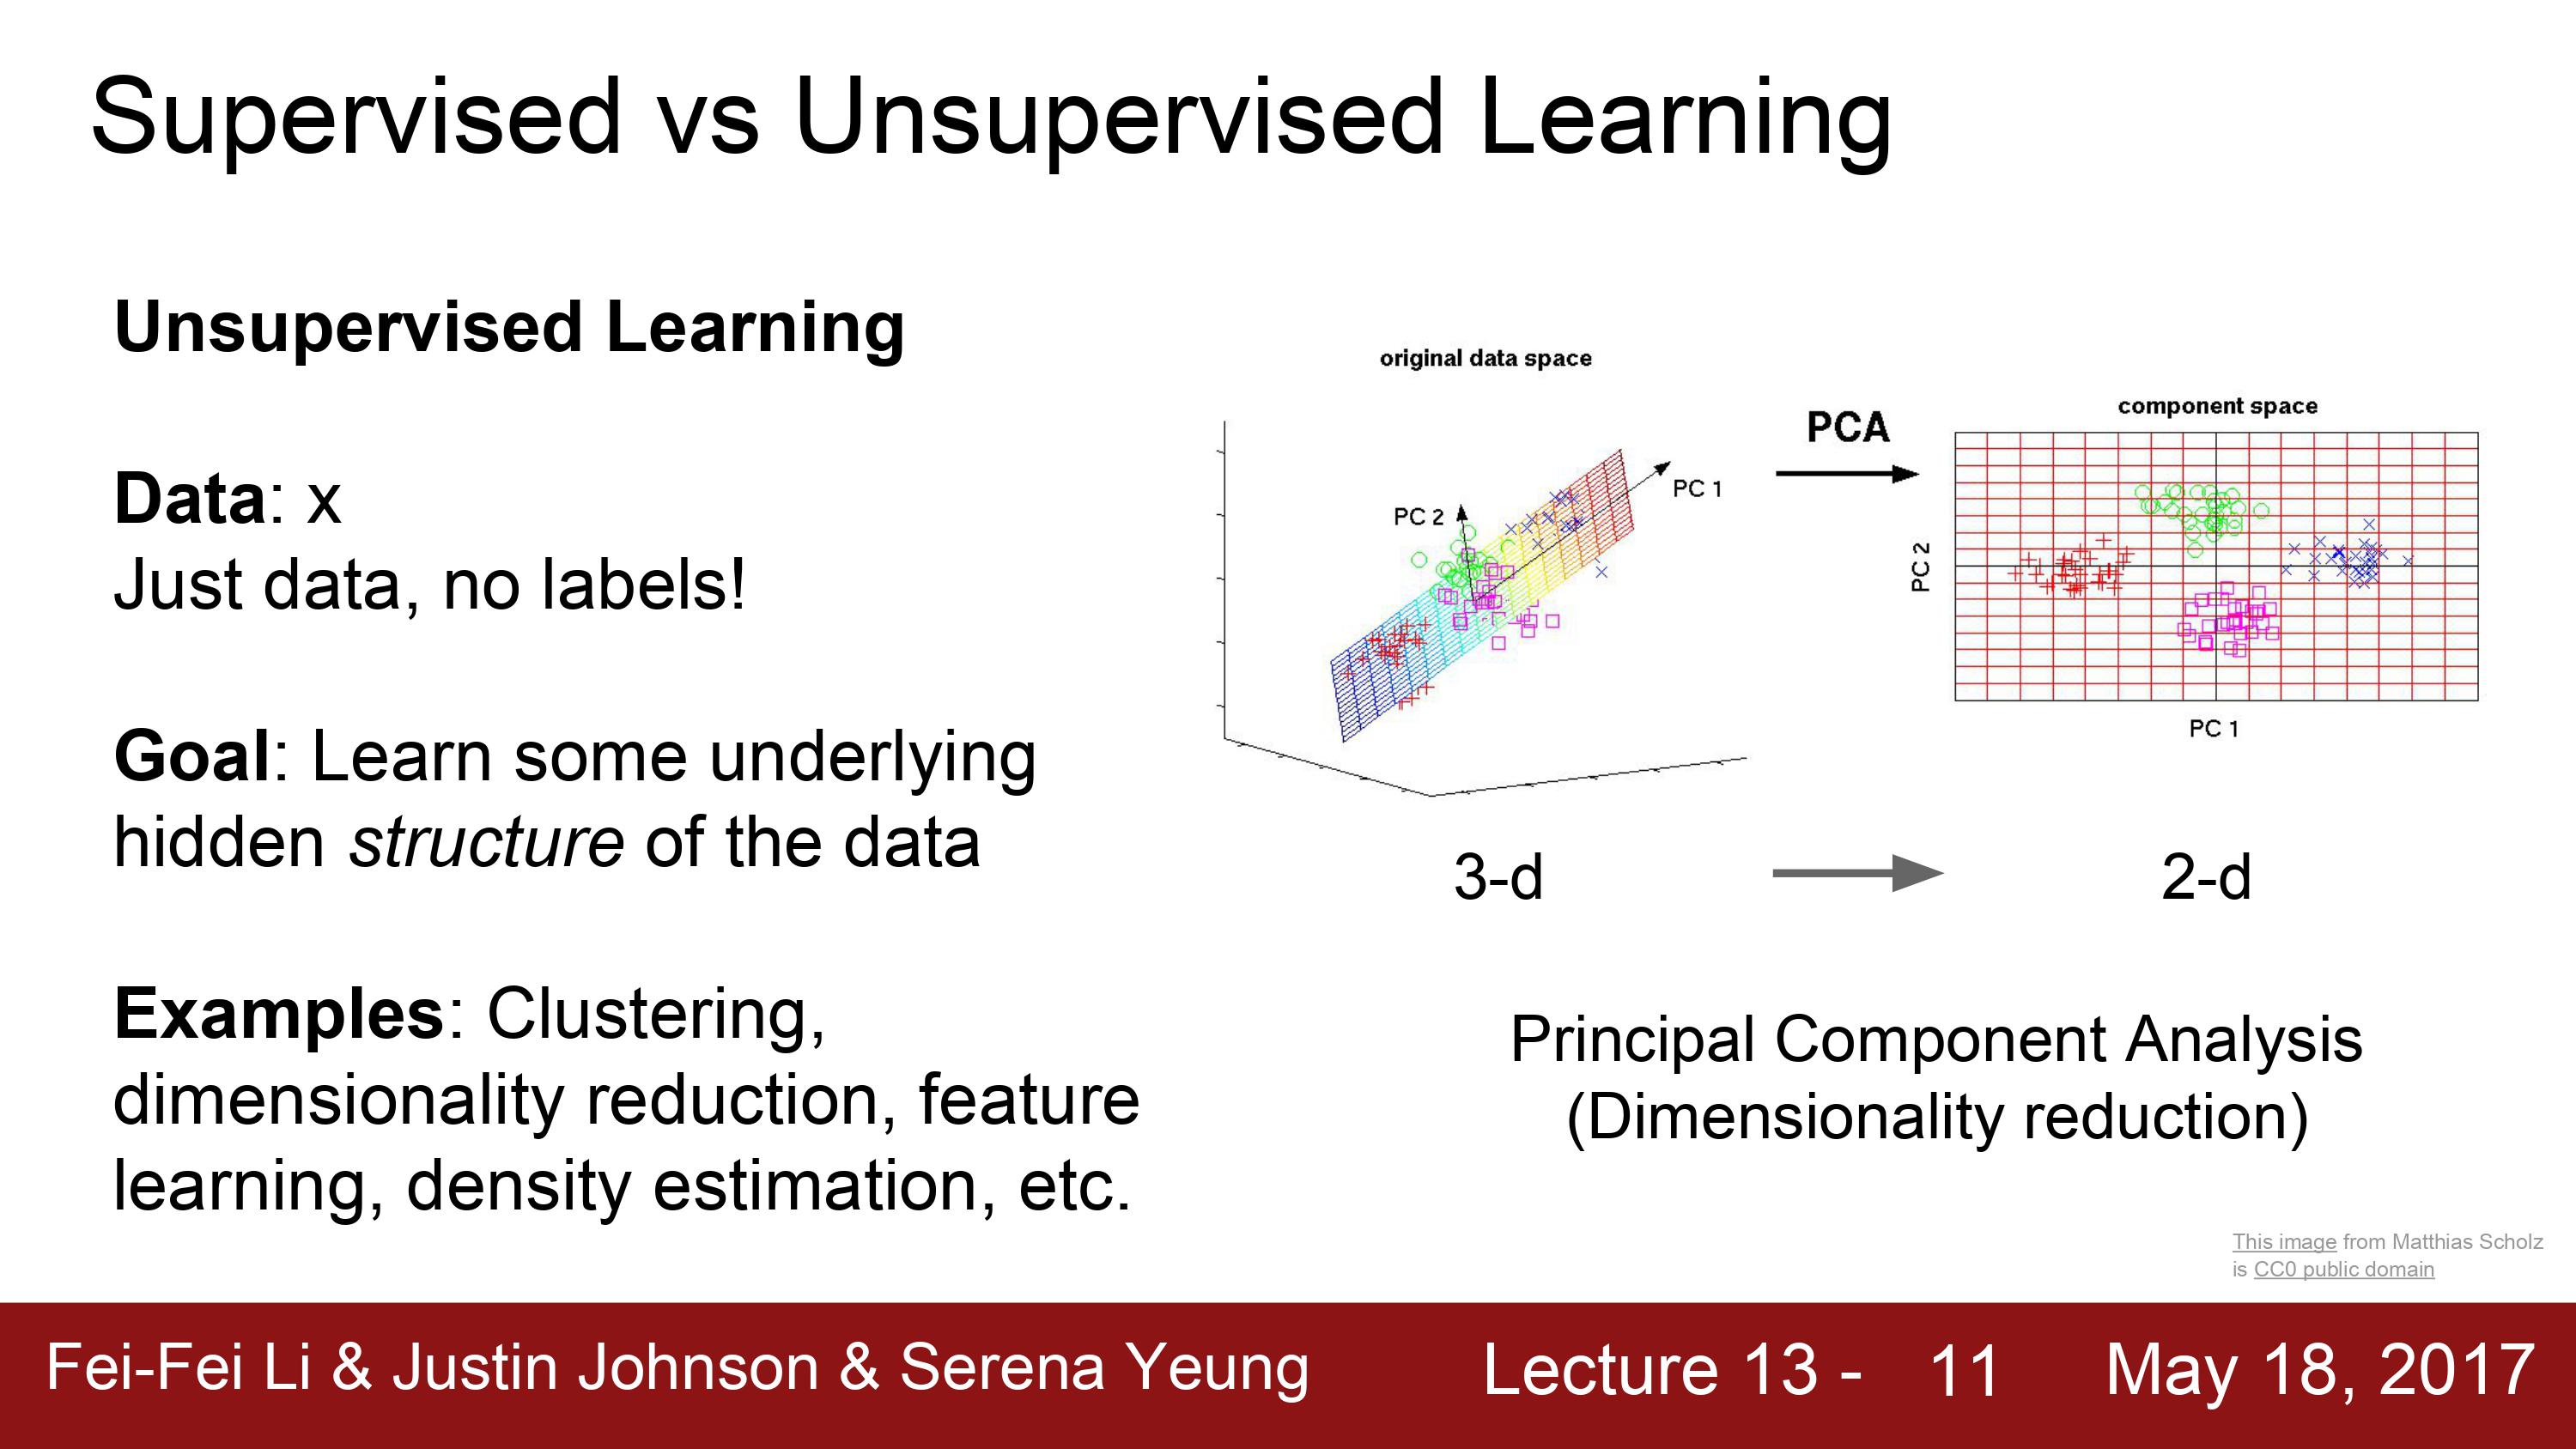 Supervised vs Unsupervised Learning
Unsupervised Learning
Data: x
Just data, no labels!
Goal: Learn some underlying
hidden structure of the data
Examples: Clustering,
dimensionality reduction, feature
learning, density estimation, etc.
original data space
PC 1
PC 2
PCA
component space
PC 2
PC 1
3-d
2-d
Principal Component Analysis
(Dimensionality reduction)
This image from Matthias Scholz
is CC0 public domain
Fei-Fei Li & Justin Johnson & Serena Yeung
Lecture 13 - 11
May 18, 2017